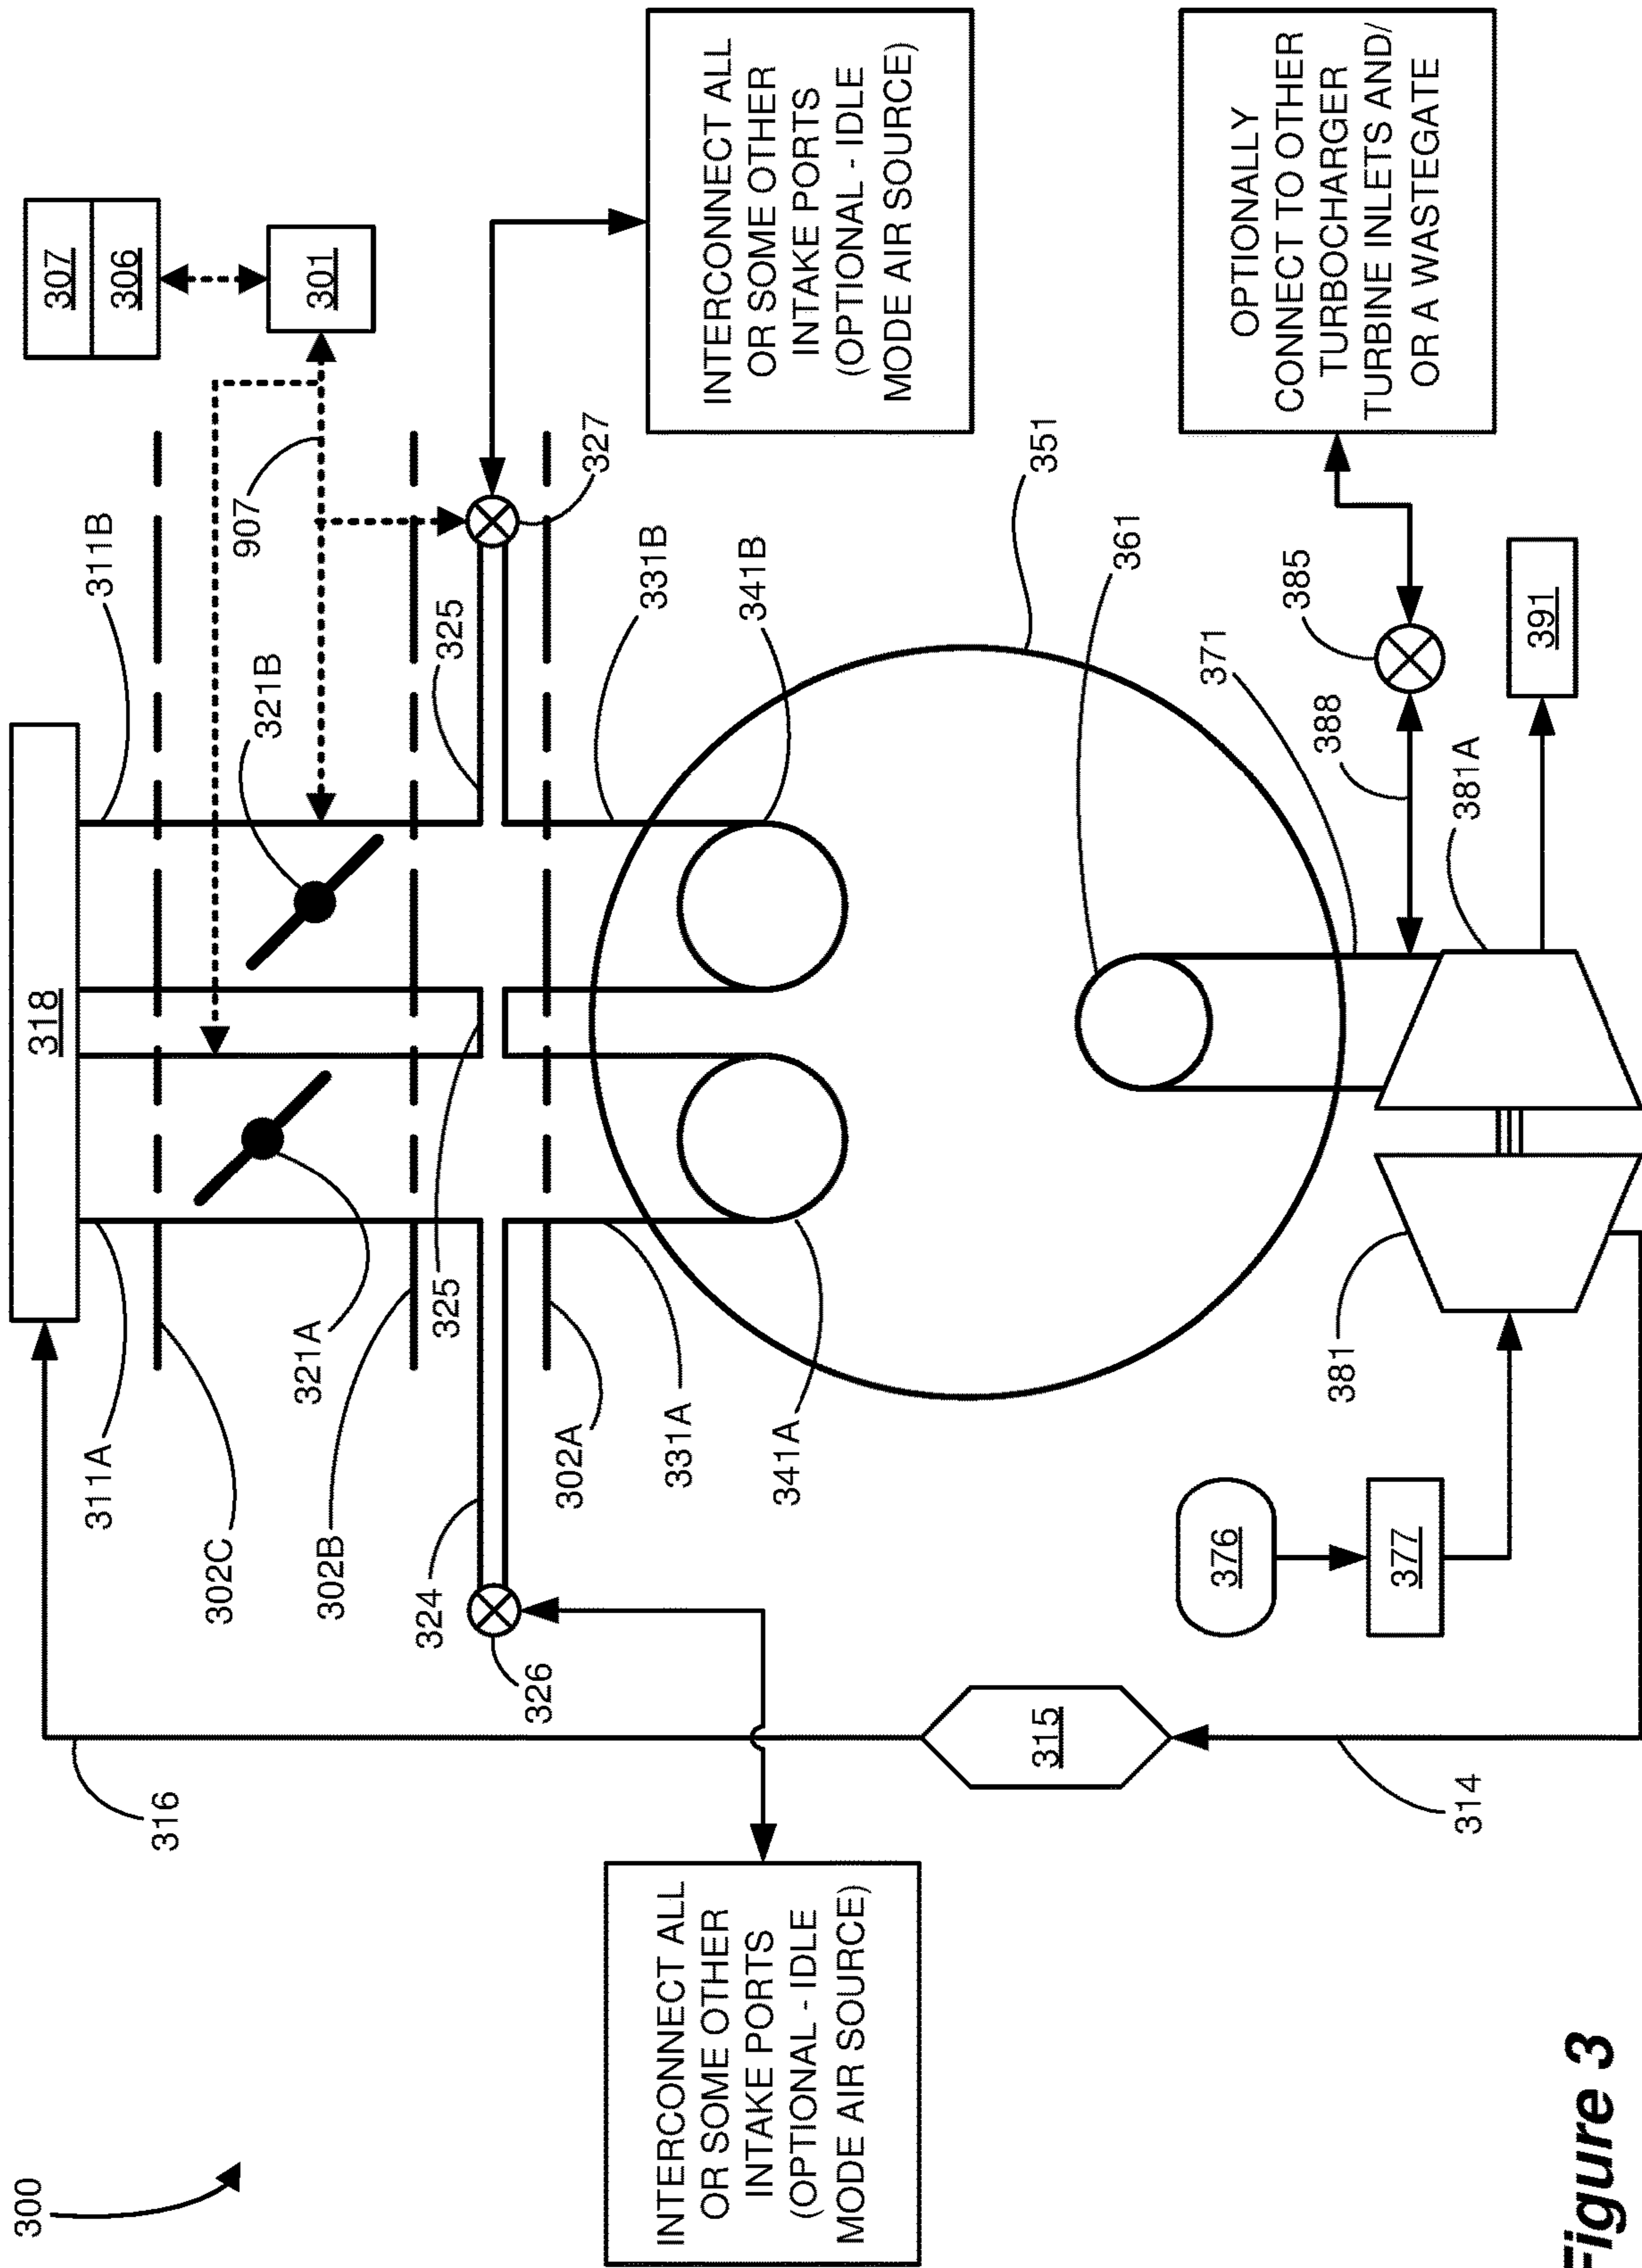 300
316
311A
302C
302B
324
326
325
321A
318
321B
311B
907
307
306
301
325
327
INTERCONNECT ALL
OR SOME OTHER
INTAKE PORTS
(OPTIONAL - IDLE
MODE AIR SOURCE)
302A
331A
341A
331B
341B
351
361
INTERCONNECT ALL
OR SOME OTHER
INTAKE PORTS
(OPTIONAL - IDLE
MODE AIR SOURCE)
315
314
376
377
381
371
388
385
381A
391
OPTIONALLY
CONNECT TO OTHER
TURBOCHARGER
TURBINE INLETS AND/
OR A WASTEGATE
Figure 3